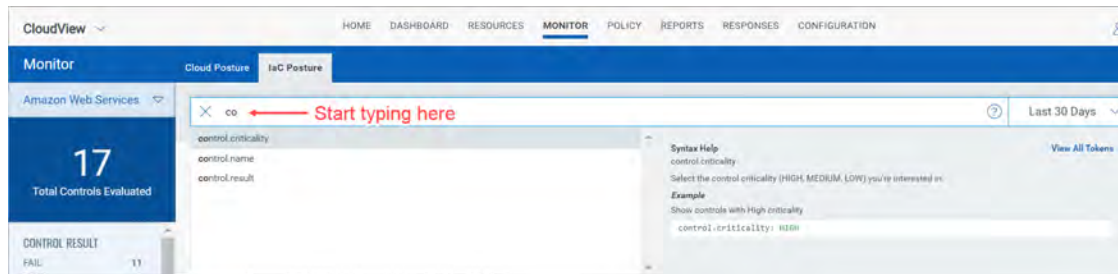 CloudView
HOME DASHBOARD RESOURCES MONITOR POLICY REPORTS RESPONSES CONFIGURATION
Monitor
Cloud Posture IaC Posture
Amazon Web Services
co Start typing here
Last 30 Days
17
Total Controls Evaluated
control.criticality
control.name
control.result
Syntax Help
View All Tokens
control.criticality
Select the control criticality (HIGH, MEDIUM, LOW) you're interested in.
Example
Show controls with High criticality
control.criticality: HIGH
CONTROL RESULT
FAIL 11